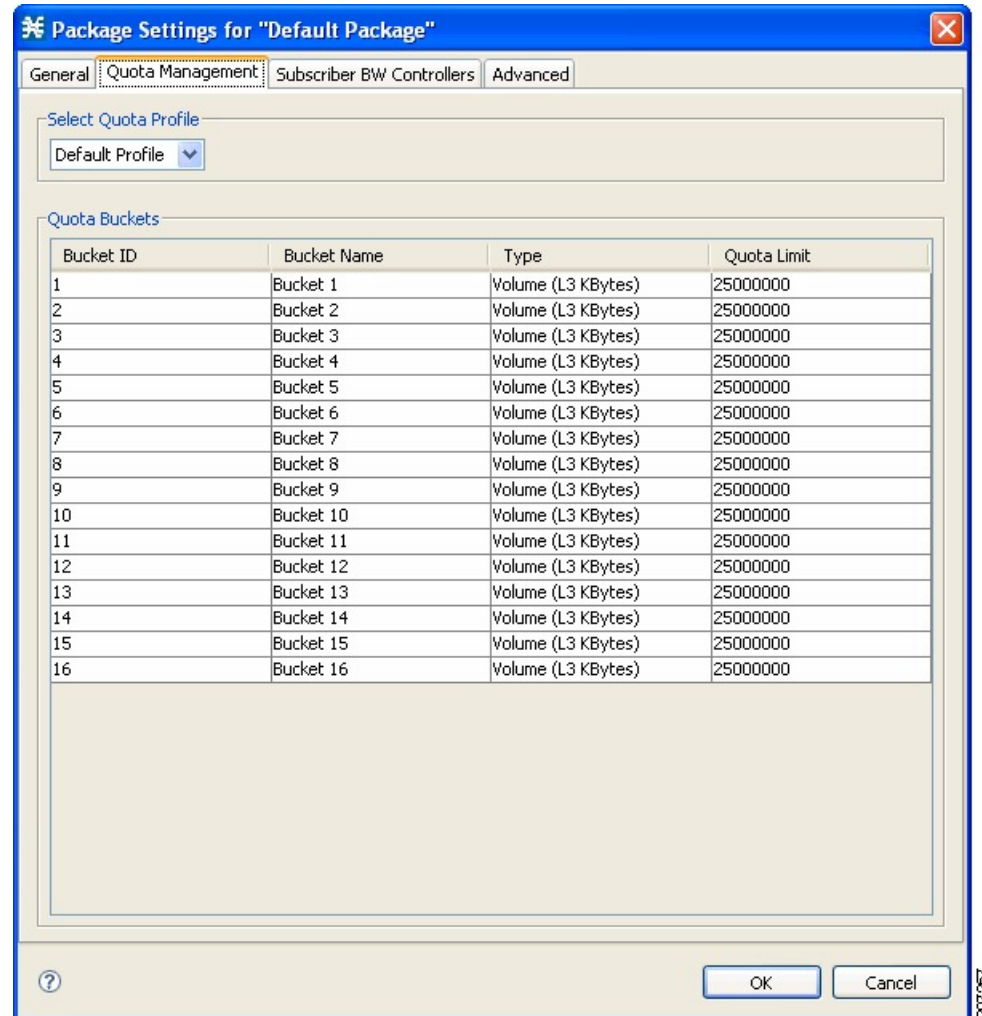 Package Settings for "Default Package"
General Quota Management Subscriber BW Controllers Advanced
Select Quota Profile
Default Profile
Quota Buckets
Bucket ID Bucket Name Type Quota Limit
1 Bucket 1 Volume (L3 KBytes) 25000000
2 Bucket 2 Volume (L3 KBytes) 25000000
3 Bucket 3 Volume (L3 KBytes) 25000000
4 Bucket 4 Volume (L3 KBytes) 25000000
5 Bucket 5 Volume (L3 KBytes) 25000000
6 Bucket 6 Volume (L3 KBytes) 25000000
7 Bucket 7 Volume (L3 KBytes) 25000000
8 Bucket 8 Volume (L3 KBytes) 25000000
9 Bucket 9 Volume (L3 KBytes) 25000000
10 Bucket 10 Volume (L3 KBytes) 25000000
11 Bucket 11 Volume (L3 KBytes) 25000000
12 Bucket 12 Volume (L3 KBytes) 25000000
13 Bucket 13 Volume (L3 KBytes) 25000000
14 Bucket 14 Volume (L3 KBytes) 25000000
15 Bucket 15 Volume (L3 KBytes) 25000000
16 Bucket 16 Volume (L3 KBytes) 25000000
? OK Cancel